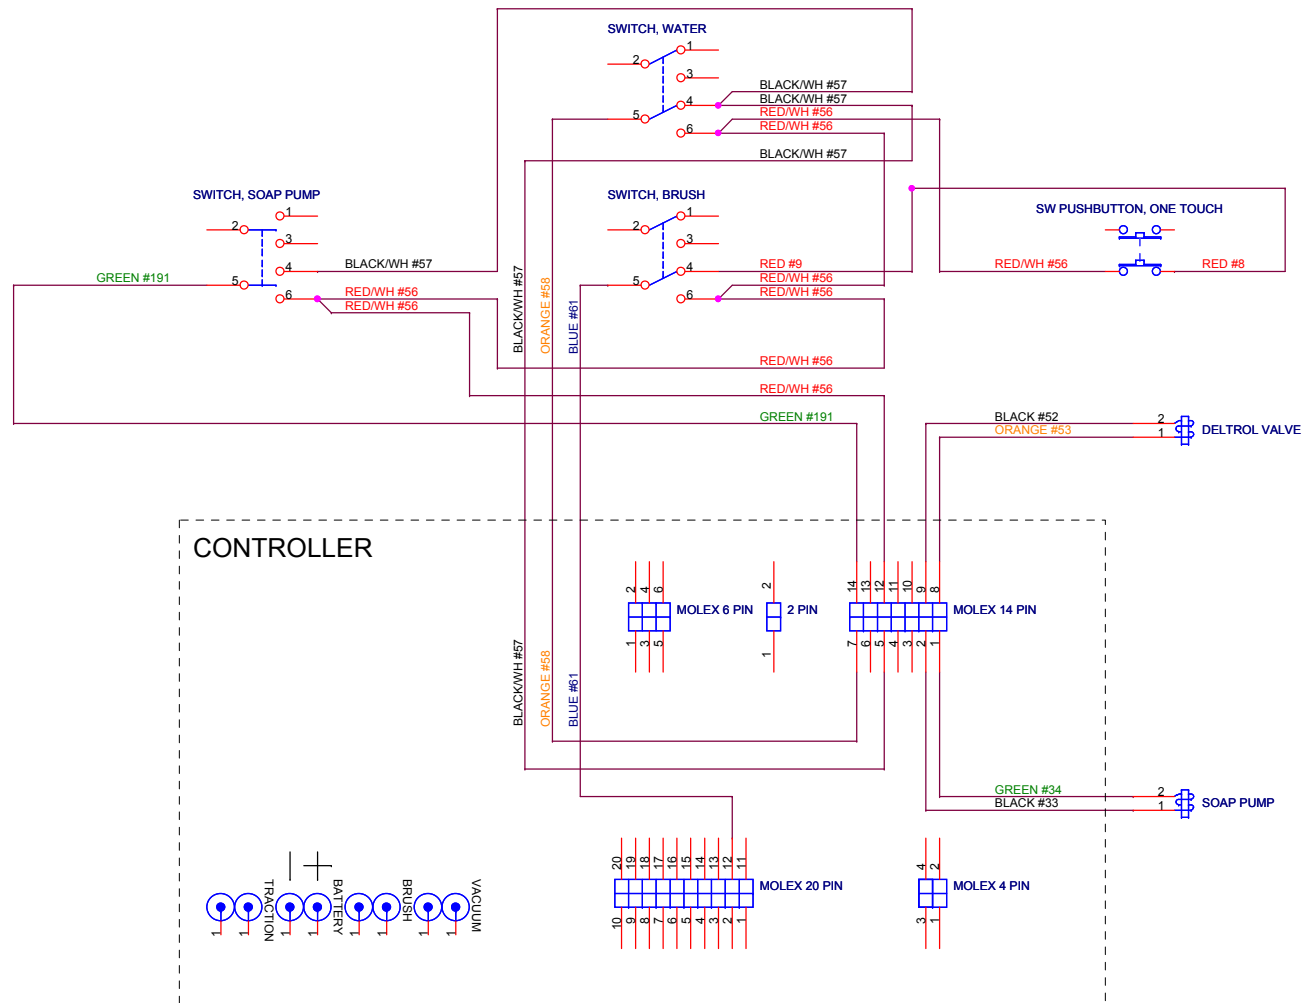 SWITCH, WATER
1
2
3
4
5
6
BLACK/WH #57
BLACK/WH #57
RED/WH #56
RED/WH #56
BLACK/WH #57
SWITCH, SOAP PUMP
1
2
3
4
5
6
BLACK/WH #57
GREEN #191
RED/WH #56
RED/WH #56
SWITCH, BRUSH
1
2
3
4
5
6
RED #9
RED/WH #56
RED/WH #56
SW PUSHBUTTON, ONE TOUCH
RED/WH #56
RED #8
BLACK/WH #57
ORANGE #58
BLUE #61
RED/WH #56
RED/WH #56
GREEN #191
BLACK #52
ORANGE #53
2
1
DELTROL VALVE
CONTROLLER
2
4
6
MOLEX 6 PIN
1
3
5
2
2 PIN
1
14
13
12
11
10
9
8
MOLEX 14 PIN
7
6
5
4
3
2
1
BLACK/WH #57
ORANGE #58
BLUE #61
GREEN #34
BLACK #33
2
1
SOAP PUMP
20
19
18
17
16
15
14
13
12
11
MOLEX 20 PIN
10
9
8
7
6
5
4
3
2
1
4
2
MOLEX 4 PIN
3
1
TRACTION
BATTERY
BRUSH
VACUUM
1
1
1
1
1
1
1
1